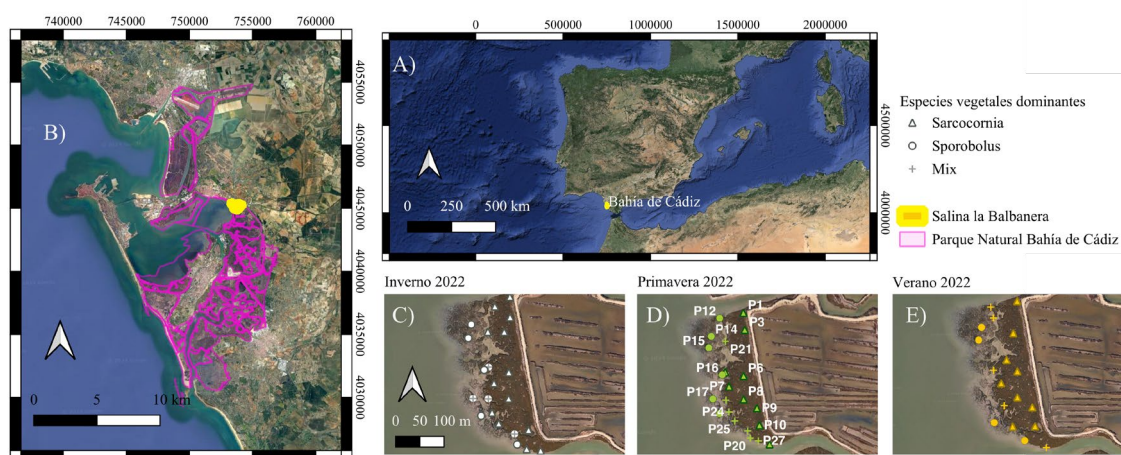 740000 745000 750000 755000 760000
4055000
4050000
4045000
4040000
4035000
4030000
B)
0 5 10 km
0 500000 1000000 1500000 2000000
4500000
4000000
A)
Bahía de Cádiz
0 250 500 km
Especies vegetales dominantes
Sarcocornia
Sporobolus
Mix
Salina la Balbanera
Parque Natural Bahía de Cádiz
Inverno 2022
C)
0 50 100 m
Primavera 2022
D)
P1
P12
P3
P14
P15
P21
P16
P6
P7
P8
P17
P9
P24
P10
P25
P27
P20
Verano 2022
E)